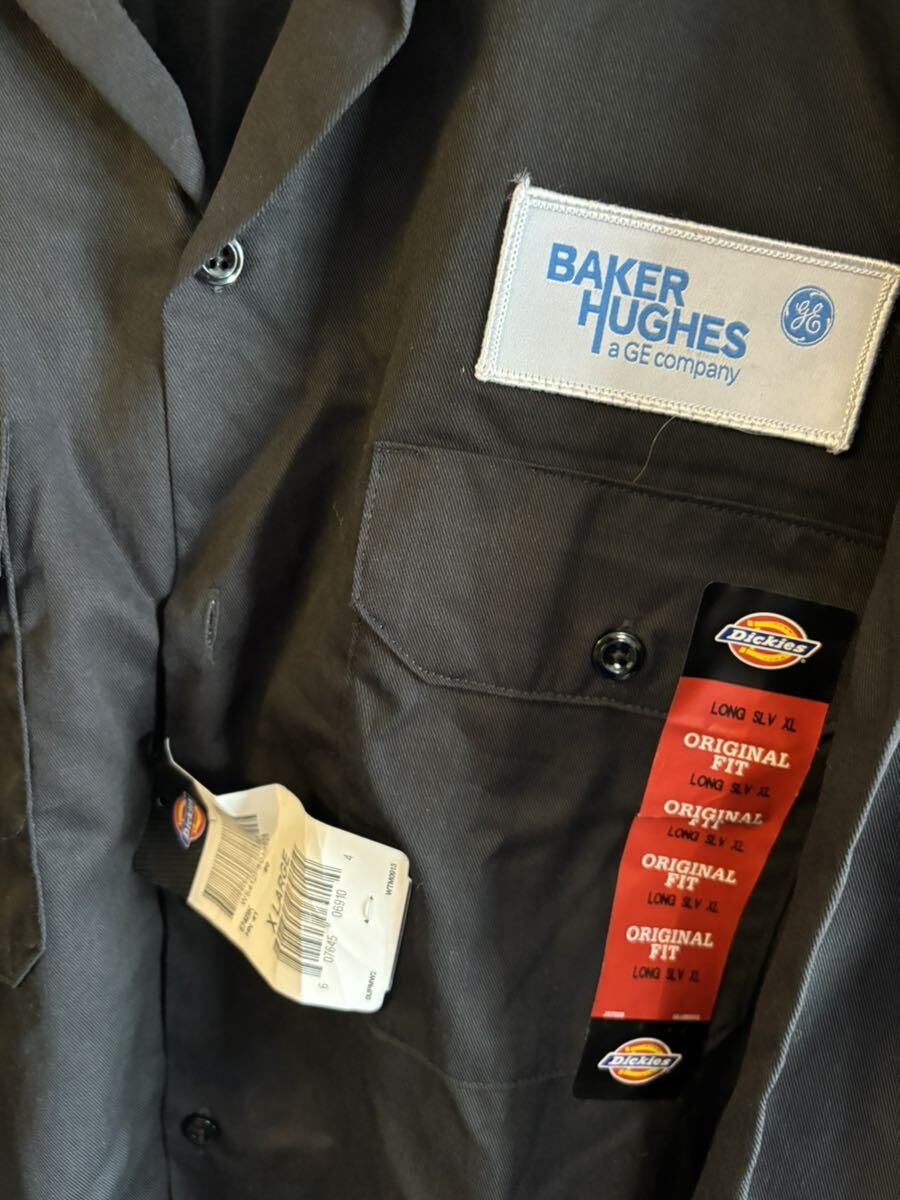 BAKER
HUGHES
a GE company
GE
Dickies
LONG SLV XL
ORIGINAL
FIT
LONG SLV XL
ORIGINAL
FIT
LONG SLV XL
ORIGINAL
FIT
LONG SLV XL
ORIGINAL
FIT
LONG SLV XL
Dickies
X LARGE
6 07645 06910 4
WTM0913